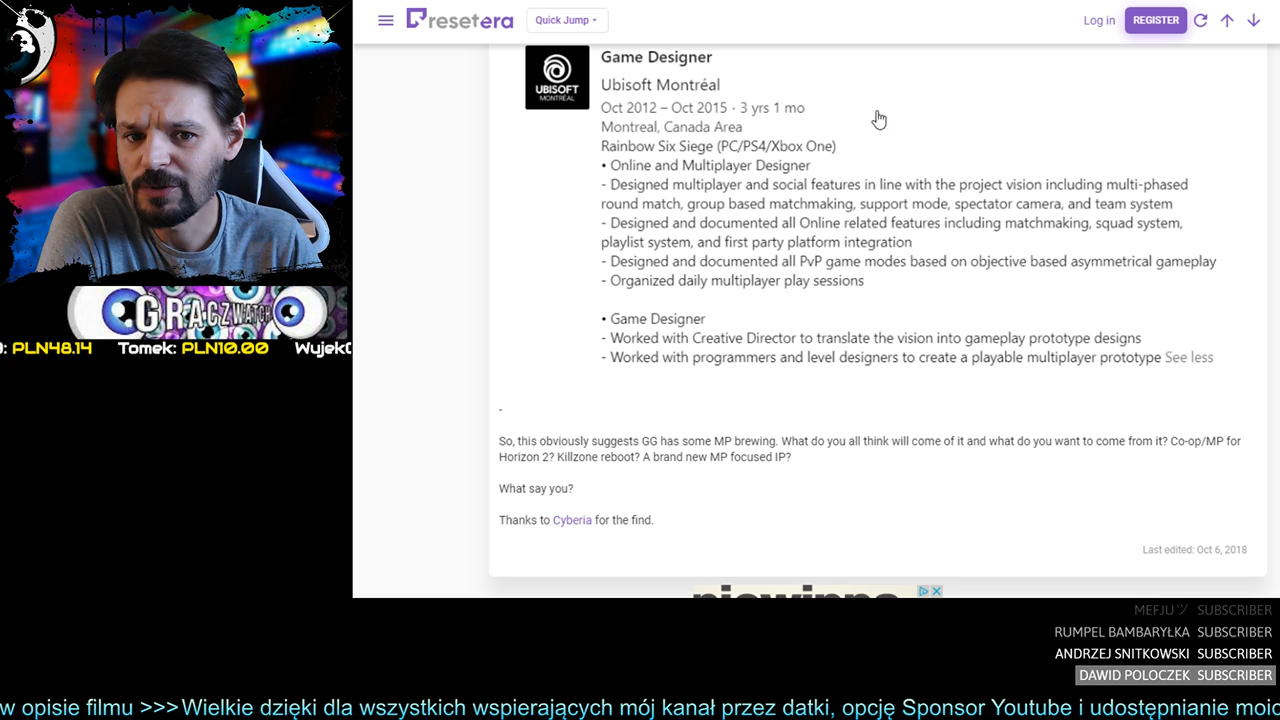 resetera
Quick Jump
Log in
REGISTER
UBISOFT
MONTRÉAL
Game Designer
Ubisoft Montréal
Oct 2012 – Oct 2015 · 3 yrs 1 mo
Montreal, Canada Area
Rainbow Six Siege (PC/PS4/Xbox One)
• Online and Multiplayer Designer
- Designed multiplayer and social features in line with the project vision including multi-phased
round match, group based matchmaking, support mode, spectator camera, and team system
- Designed and documented all Online related features including matchmaking, squad system,
playlist system, and first party platform integration
- Designed and documented all PvP game modes based on objective based asymmetrical gameplay
- Organized daily multiplayer play sessions
• Game Designer
- Worked with Creative Director to translate the vision into gameplay prototype designs
- Worked with programmers and level designers to create a playable multiplayer prototype See less
-
So, this obviously suggests GG has some MP brewing. What do you all think will come of it and what do you want to come from it? Co-op/MP for
Horizon 2? Killzone reboot? A brand new MP focused IP?
What say you?
Thanks to Cyberia for the find.
Last edited: Oct 6, 2018
GRACZWATCH
: PLN48.14 Tomek: PLN10.00
MEFJUツ SUBSCRIBER
RUMPEL BAMBARYŁKA SUBSCRIBER
ANDRZEJ SNITKOWSKI SUBSCRIBER
DAWID POLOCZEK SUBSCRIBER
w opisie filmu >>>Wielkie dzięki dla wszystkich wspierających mój kanał przez datki, opcję Sponsor Youtube i udostępnianie